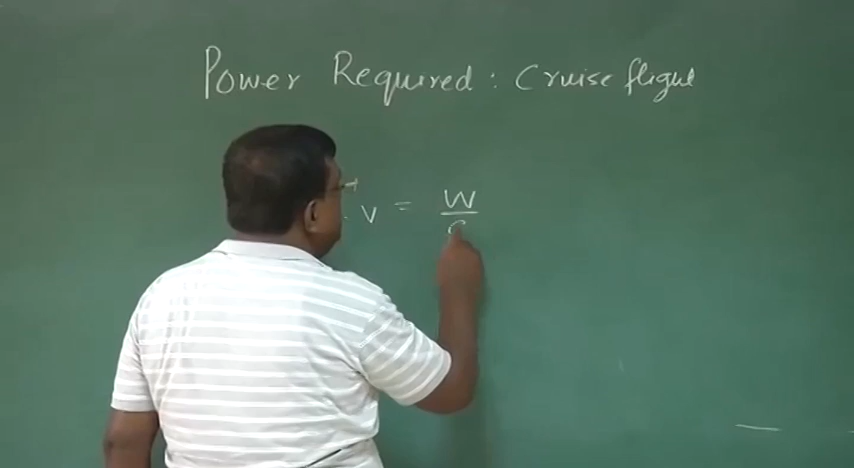 Power Required : Cruise flight
. V = W
C